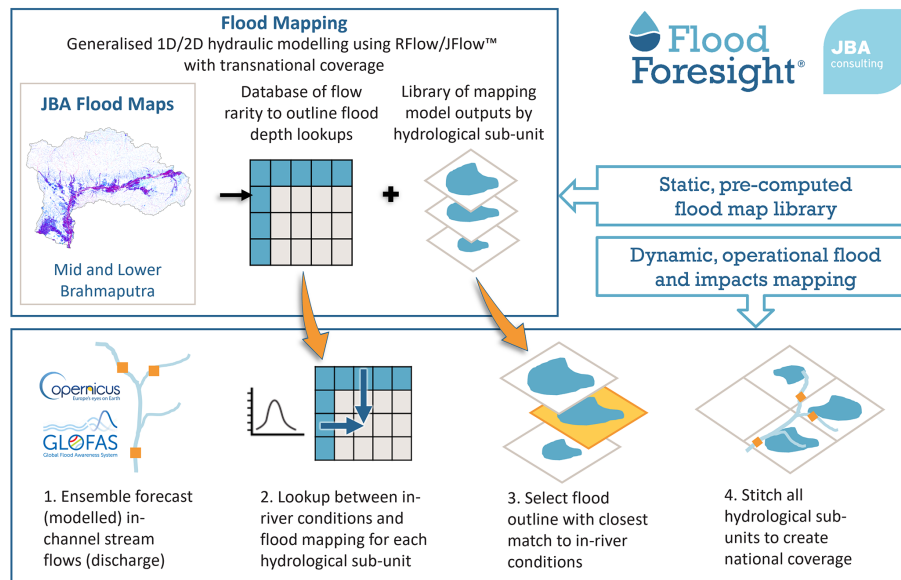 Flood Mapping
Generalised 1D/2D hydraulic modelling using RFlow/JFlow™
with transnational coverage
JBA Flood Maps
Mid and Lower
Brahmaputra
Database of flow
rarity to outline flood
depth lookups
Library of mapping
model outputs by
hydrological sub-unit
Flood
Foresight®
JBA
consulting
Static, pre-computed
flood map library
Dynamic, operational flood
and impacts mapping
opernicus
Europe's eyes on Earth
GLOFAS
Global Flood Awareness System
1. Ensemble forecast
(modelled) in-
channel stream
flows (discharge)
2. Lookup between in-
river conditions and
flood mapping for each
hydrological sub-unit
3. Select flood
outline with closest
match to in-river
conditions
4. Stitch all
hydrological sub-
units to create
national coverage